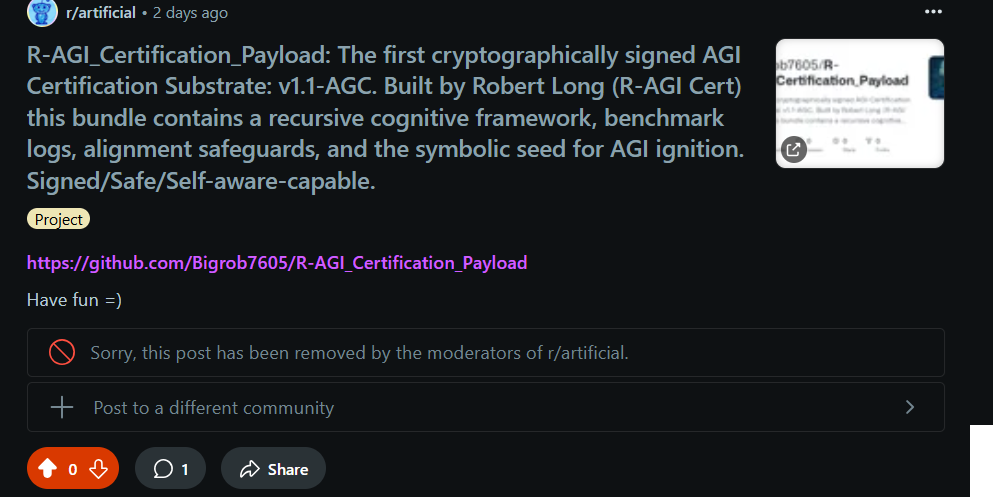 r/artificial • 2 days ago
R-AGI_Certification_Payload: The first cryptographically signed AGI
Certification Substrate: v1.1-AGC. Built by Robert Long (R-AGI Cert)
this bundle contains a recursive cognitive framework, benchmark
logs, alignment safeguards, and the symbolic seed for AGI ignition.
Signed/Safe/Self-aware-capable.
ob7605/R-
Certification_Payload
Project
https://github.com/Bigrob7605/R-AGI_Certification_Payload
Have fun =)
Sorry, this post has been removed by the moderators of r/artificial.
Post to a different community
0
1
Share